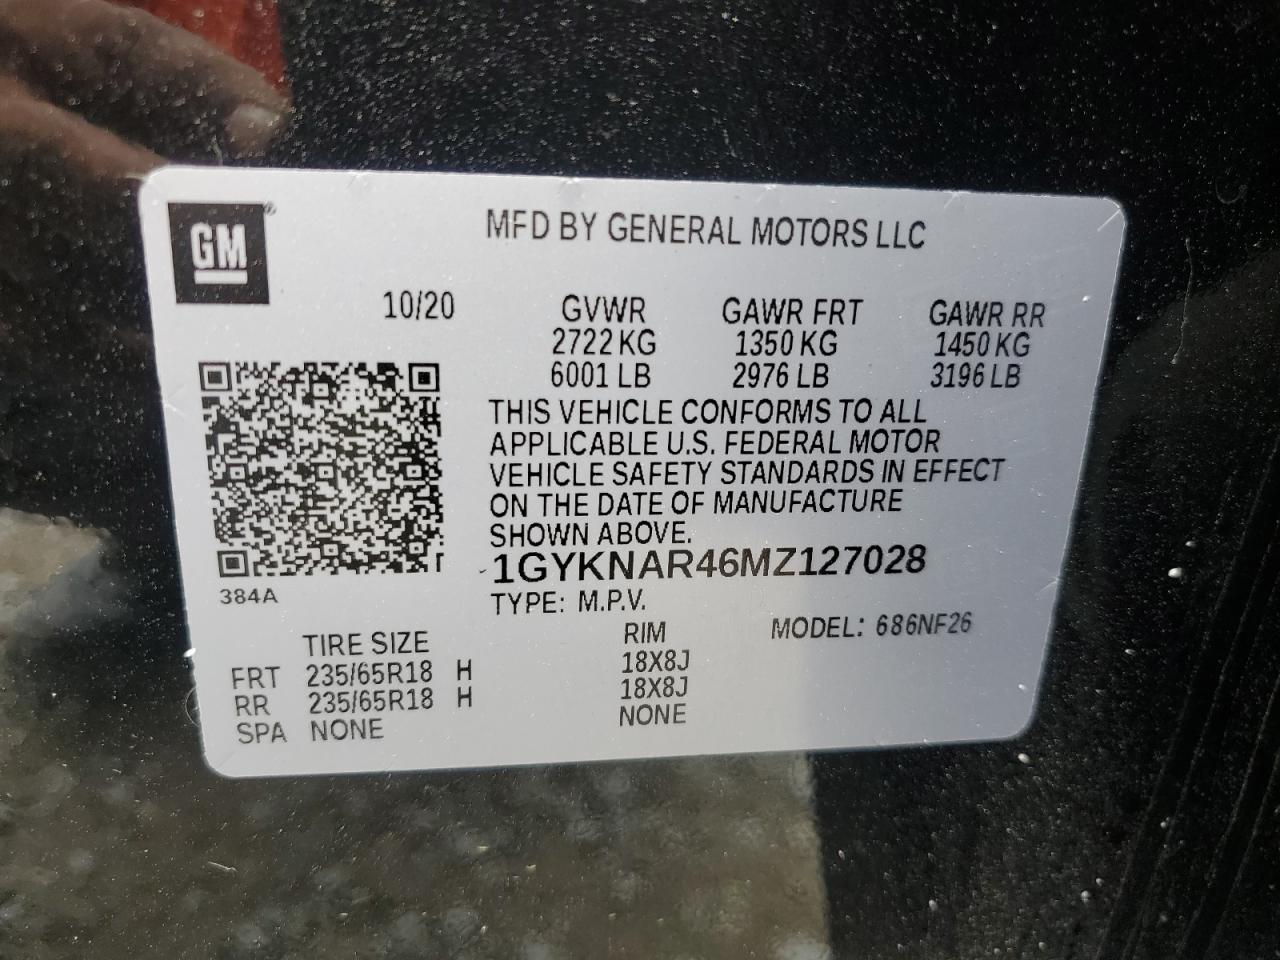 GM®
MFD BY GENERAL MOTORS LLC
10/20 GVWR GAWR FRT GAWR RR
2722 KG 1350 KG 1450 KG
6001 LB 2976 LB 3196 LB
THIS VEHICLE CONFORMS TO ALL
APPLICABLE U.S. FEDERAL MOTOR
VEHICLE SAFETY STANDARDS IN EFFECT
ON THE DATE OF MANUFACTURE
SHOWN ABOVE.
1GYKNAR46MZ127028
384A
TYPE: M.P.V.
TIRE SIZE RIM MODEL: 686NF26
FRT 235/65R18 H 18X8J
RR 235/65R18 H 18X8J
SPA NONE NONE